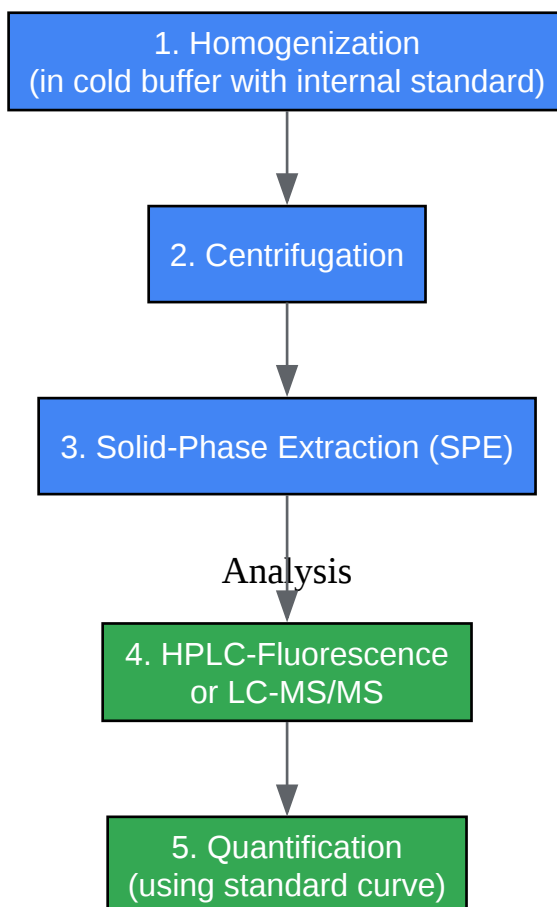 1. Homogenization
(in cold buffer with internal standard)
2. Centrifugation
3. Solid-Phase Extraction (SPE)
Analysis
4. HPLC-Fluorescence
or LC-MS/MS
5. Quantification
(using standard curve)